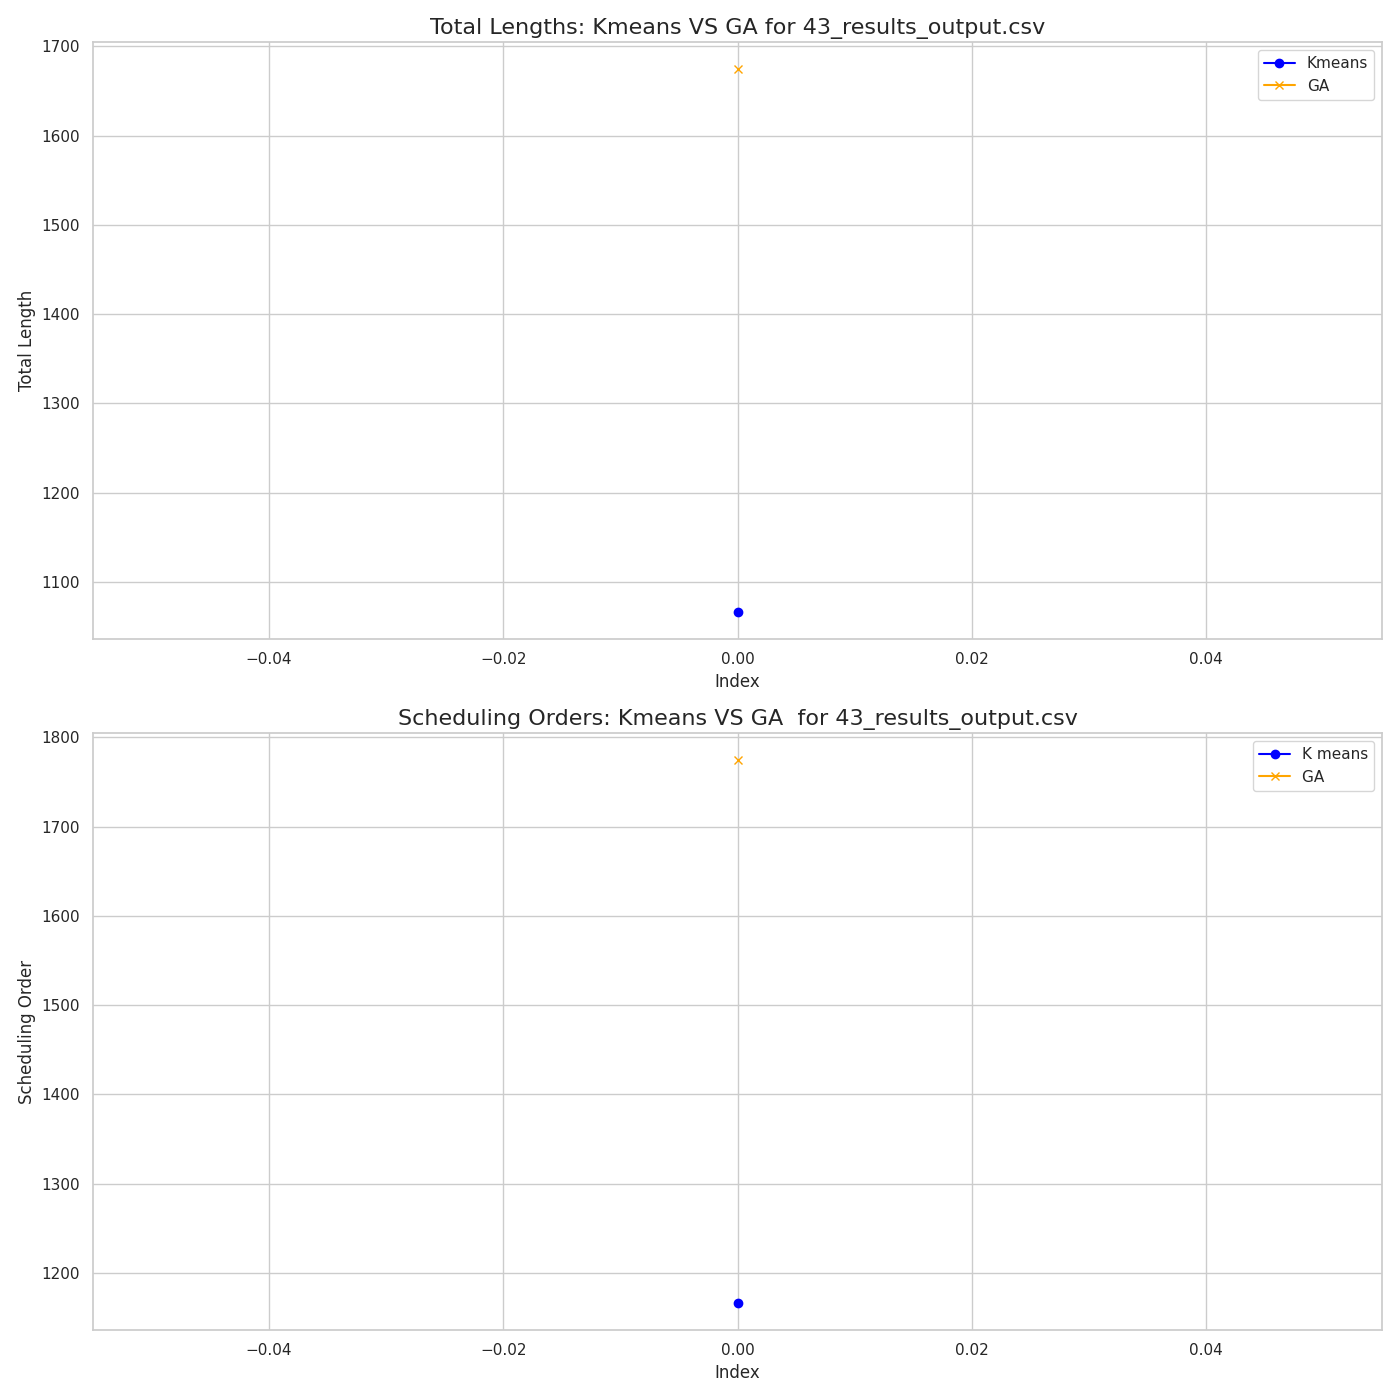 Total Lengths: Kmeans VS GA for 43_results_output.csv
1700
1600
1500
1400
1300
1200
1100
Total Length
Kmeans
GA
−0.04 −0.02 0.00 0.02 0.04
Index
Scheduling Orders: Kmeans VS GA  for 43_results_output.csv
1800
1700
1600
1500
1400
1300
1200
Scheduling Order
K means
GA
−0.04 −0.02 0.00 0.02 0.04
Index